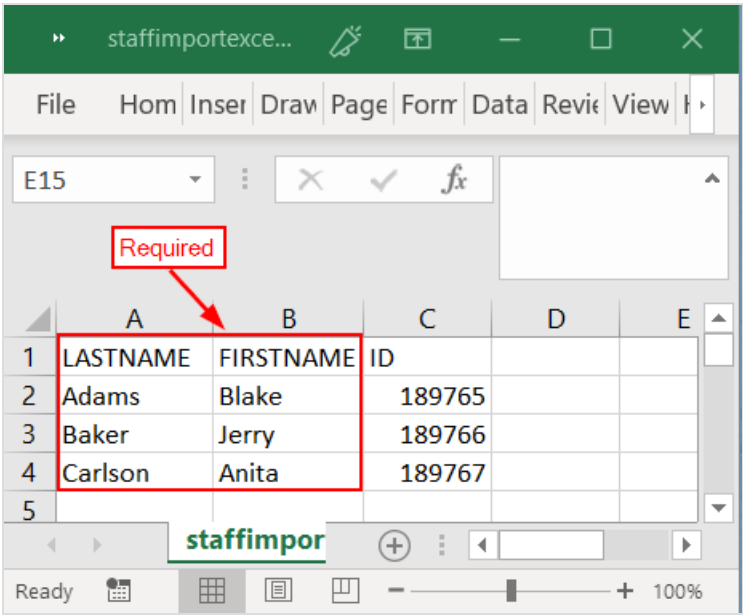 staffimportexce...
File Hom Inser Draw Page Form Data Revie View H
E15 fx
Required
A B C D E
1 LASTNAME FIRSTNAME ID
2 Adams Blake 189765
3 Baker Jerry 189766
4 Carlson Anita 189767
5
staffimpor
Ready 100%